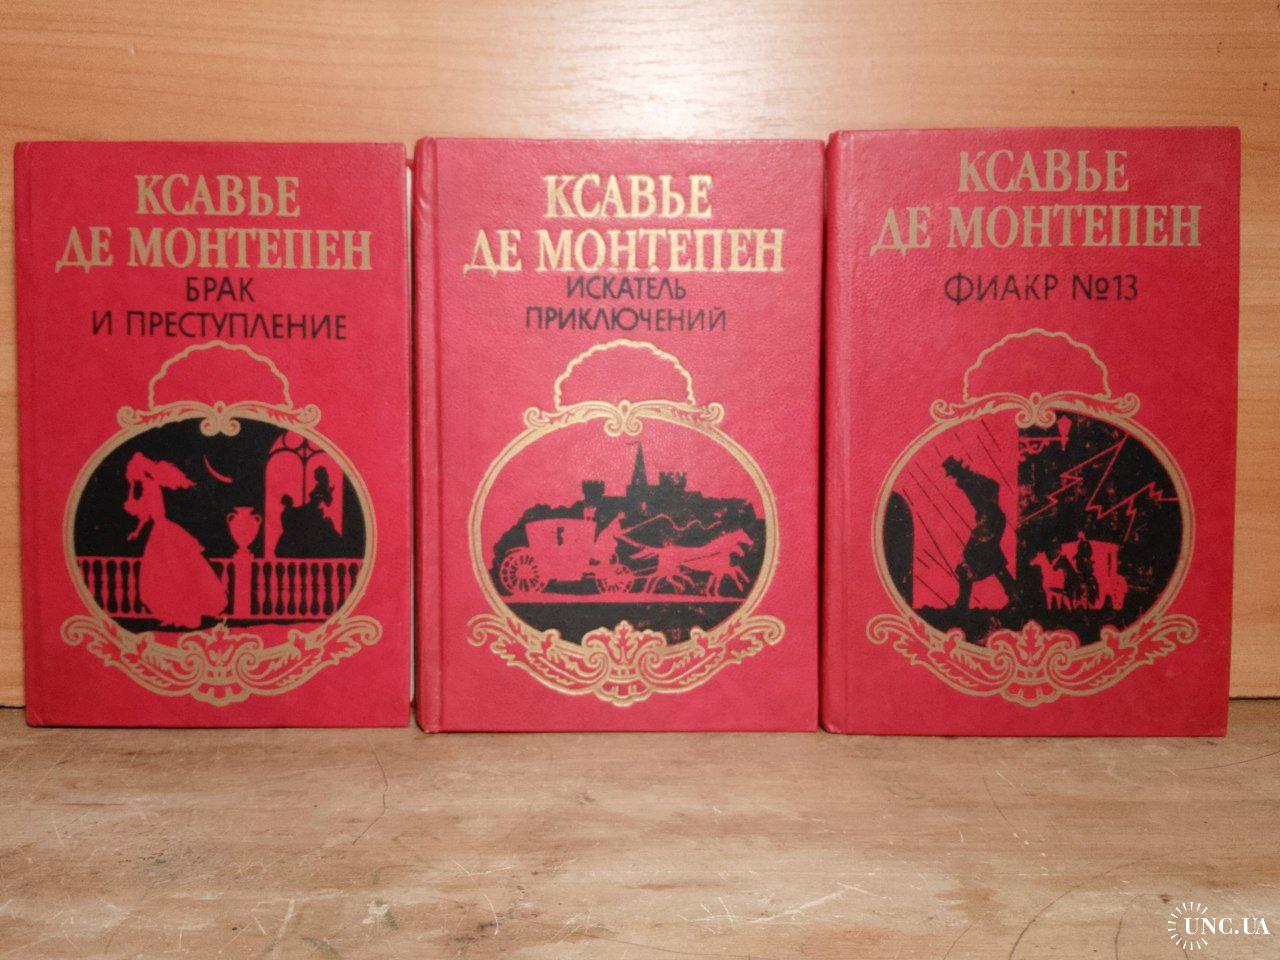 КСАВЬЕ
ДЕ МОНТЕПЕН
БРАК
И ПРЕСТУПЛЕНИЕ
КСАВЬЕ
ДЕ МОНТЕПЕН
ИСКАТЕЛЬ
ПРИКЛЮЧЕНИЙ
КСАВЬЕ
ДЕ МОНТЕПЕН
ФИАКР №13
UNC.UA